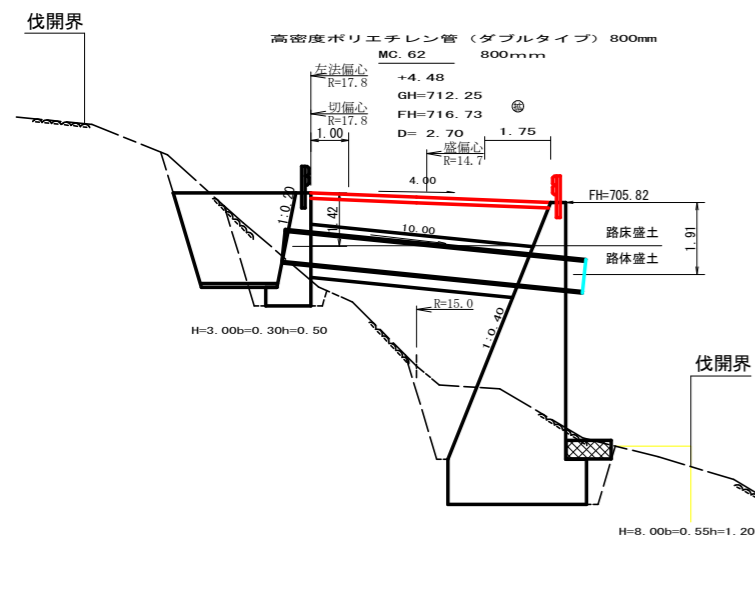 伐開界
高密度ポリエチレン管（ダブルタイプ）800mm
MC.62 800mm
左法偏心
R=17.8
+4.48
GH=712.25
切偏心
R=17.8
FH=716.73
拡
1.00
D= 2.70
1.75
盛偏心
R=14.7
4.00
FH=705.82
1:0.20
1.42
10.00
路床盛土
路体盛土
1.91
R=15.0
1:0.40
H=3.00b=0.30h=0.50
伐開界
H=8.00b=0.55h=1.20